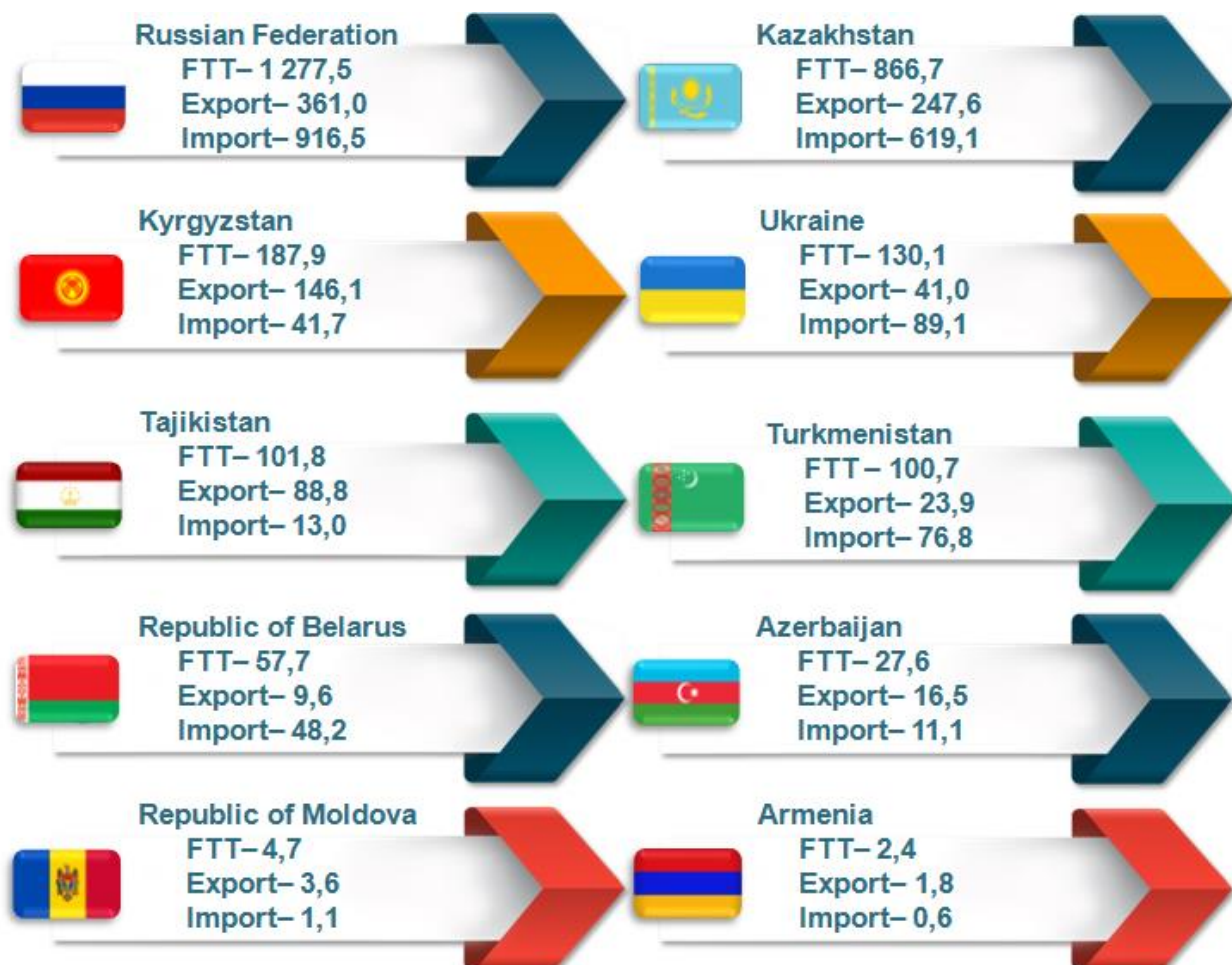 Russian Federation
FTT– 1 277,5
Export– 361,0
Import– 916,5
Kazakhstan
FTT– 866,7
Export– 247,6
Import– 619,1
Kyrgyzstan
FTT– 187,9
Export– 146,1
Import– 41,7
Ukraine
FTT– 130,1
Export– 41,0
Import– 89,1
Tajikistan
FTT– 101,8
Export– 88,8
Import– 13,0
Turkmenistan
FTT – 100,7
Export– 23,9
Import– 76,8
Republic of Belarus
FTT– 57,7
Export– 9,6
Import– 48,2
Azerbaijan
FTT– 27,6
Export– 16,5
Import– 11,1
Republic of Moldova
FTT– 4,7
Export– 3,6
Import– 1,1
Armenia
FTT– 2,4
Export– 1,8
Import– 0,6